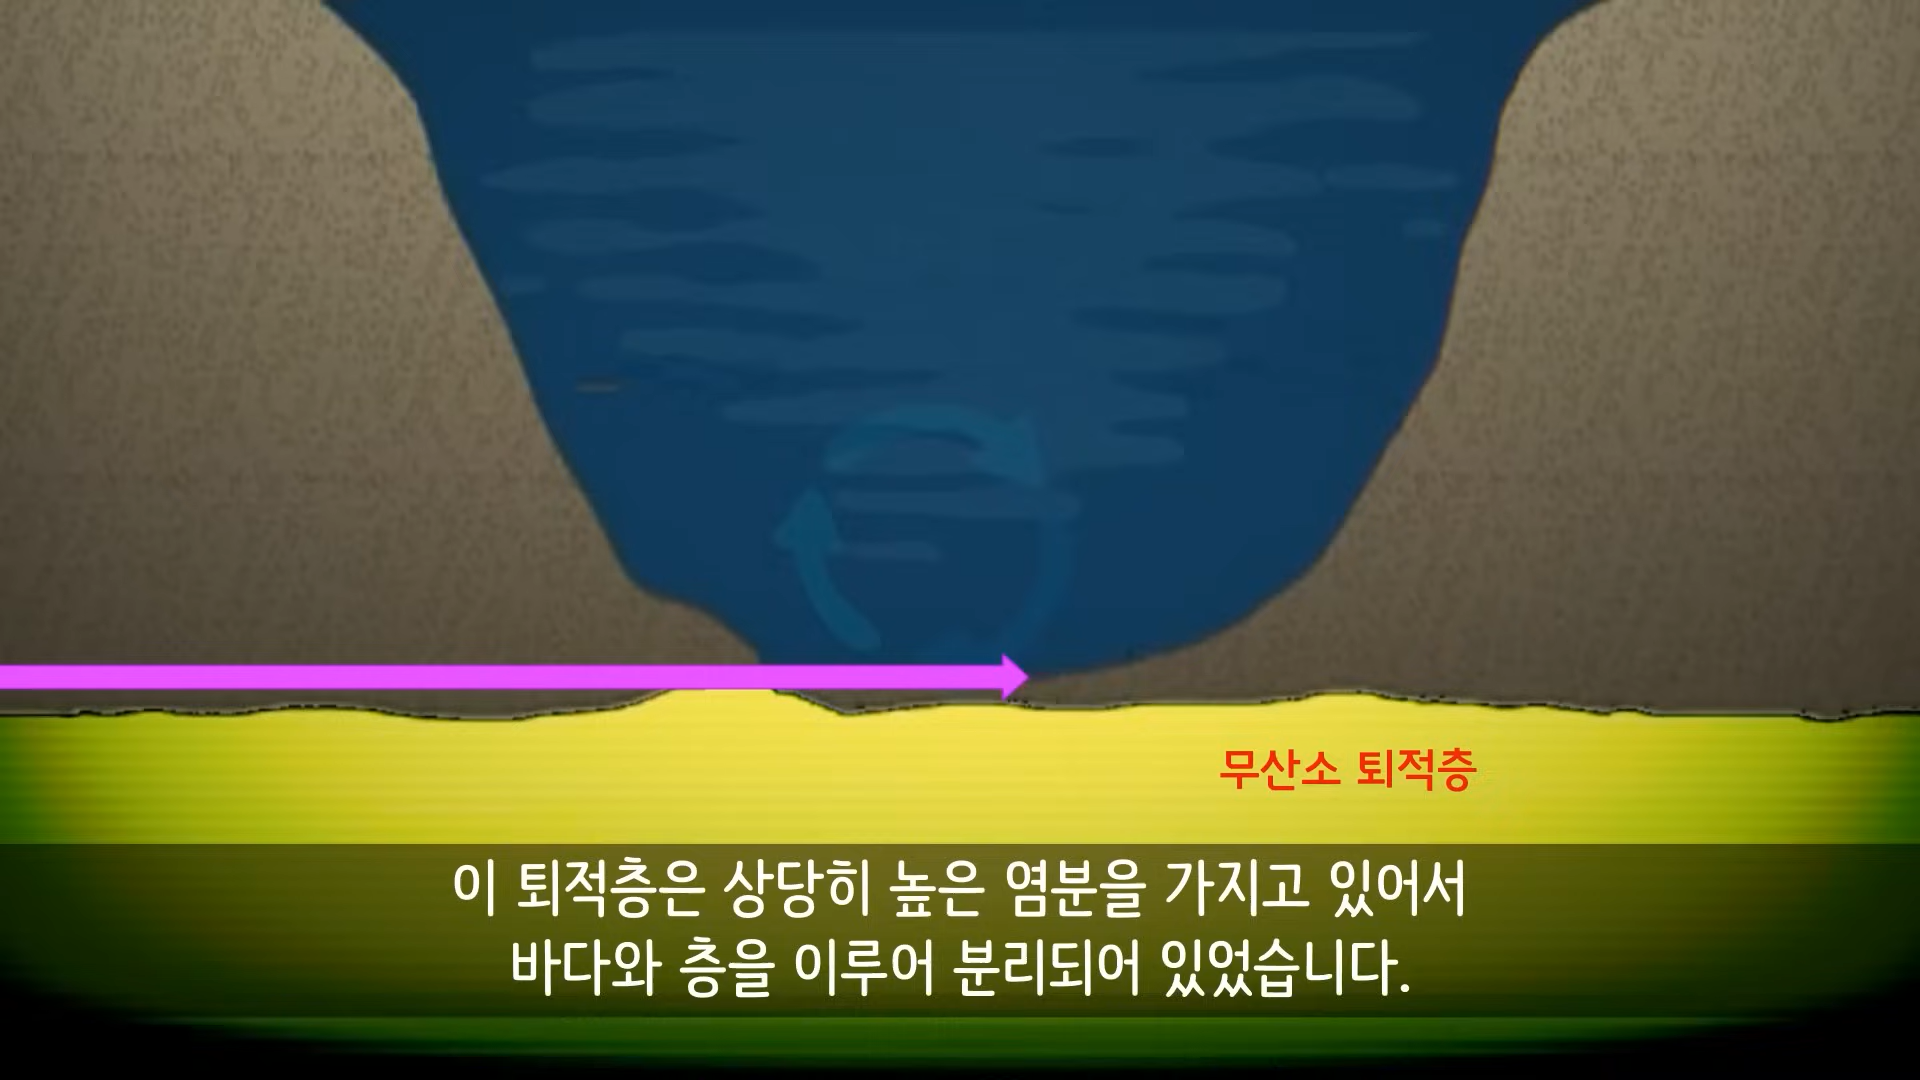 무산소 퇴적층
이 퇴적층은 상당히 높은 염분을 가지고 있어서
바다와 층을 이루어 분리되어 있었습니다.